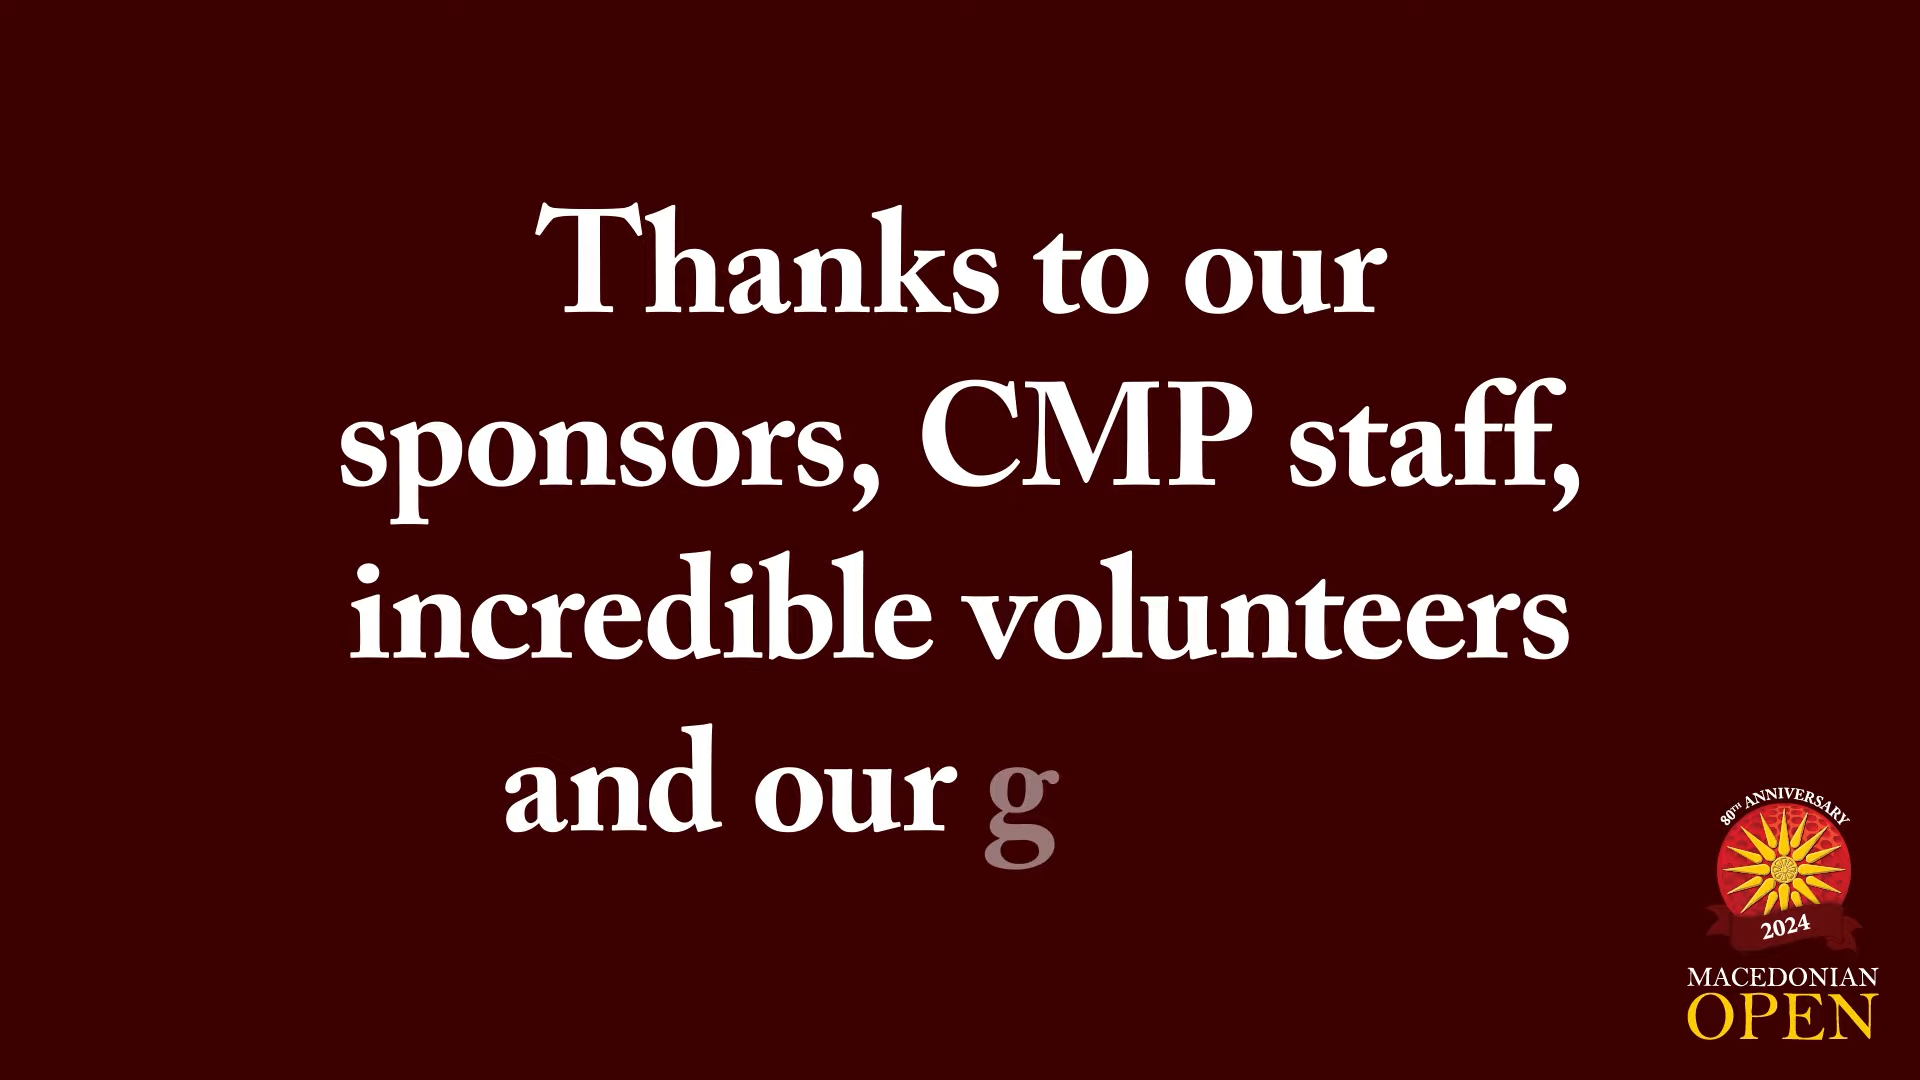 Thanks to our
sponsors, CMP staff,
incredible volunteers
and our g
80TH ANNIVERSARY
2024
MACEDONIAN
OPEN